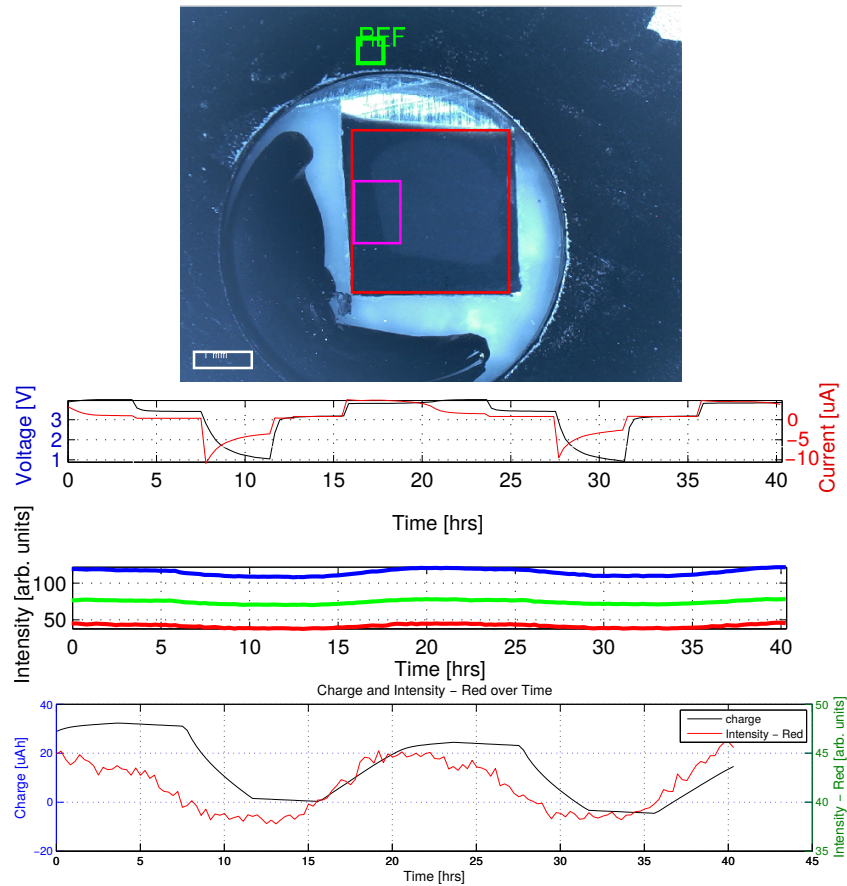 REF
1 mm
Voltage [V]
3
2
1
0
−5
−10
Current [uA]
0 5 10 15 20 25 30 35 40
Time [hrs]
Intensity [arb. units]
100
50
0 5 10 15 20 25 30 35 40
Time [hrs]
Charge and Intensity − Red over Time
Charge [uAh]
40
20
0
−20
charge
Intensity − Red
50
45
40
35
Intensity − Red [arb. units]
0 5 10 15 20 25 30 35 40 45
Time [hrs]